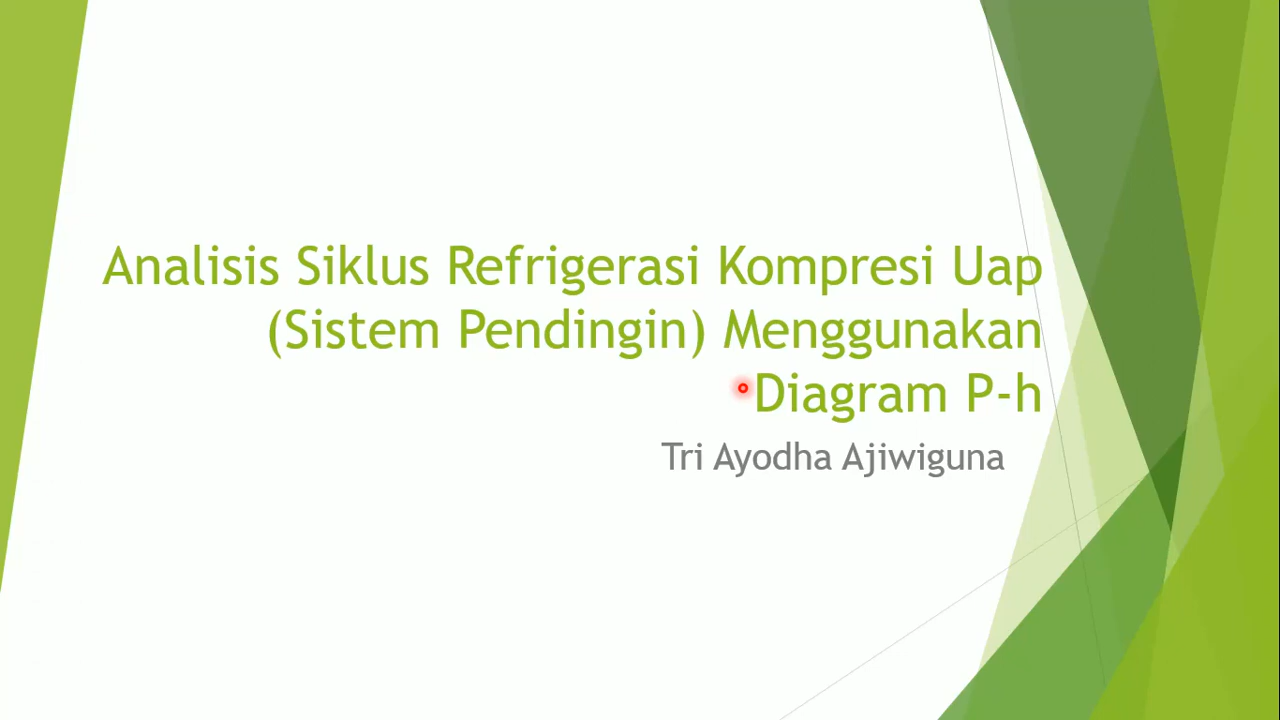 Analisis Siklus Refrigerasi Kompresi Uap
(Sistem Pendingin) Menggunakan
Diagram P-h
Tri Ayodha Ajiwiguna